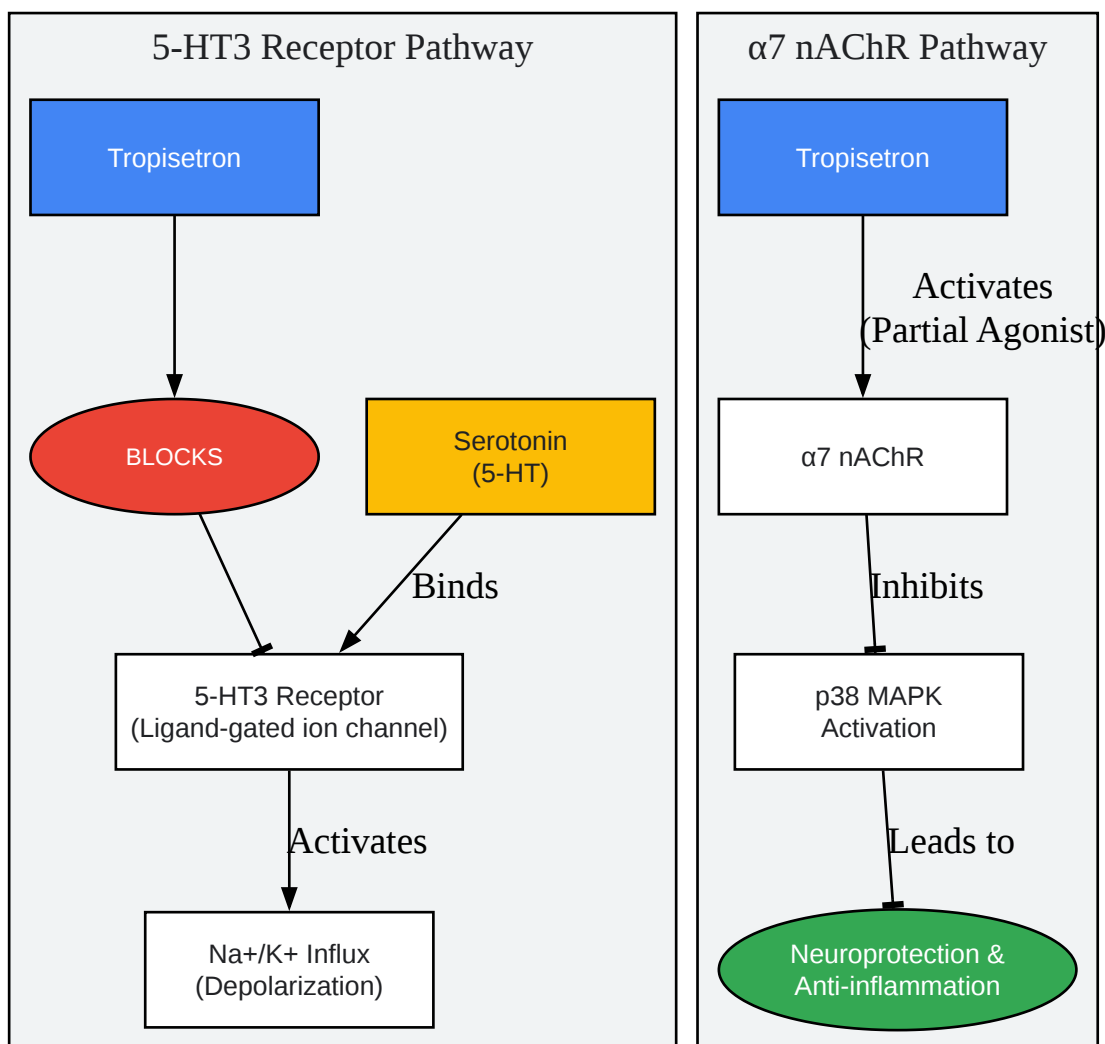 5-HT3 Receptor Pathway
Tropisetron
BLOCKS
Serotonin
(5-HT)
Binds
5-HT3 Receptor
(Ligand-gated ion channel)
Activates
Na+/K+ Influx
(Depolarization)
α7 nAChR Pathway
Tropisetron
Activates
(Partial Agonist)
α7 nAChR
Inhibits
p38 MAPK
Activation
Leads to
Neuroprotection &
Anti-inflammation